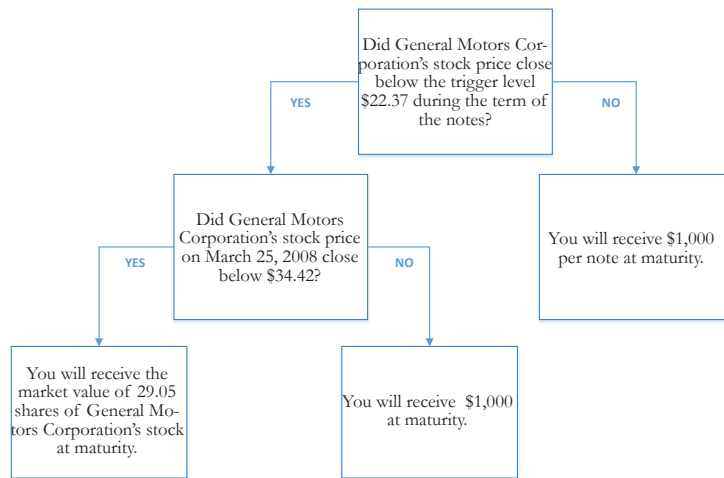 Did General Motors Cor-
poration's stock price close
below the trigger level
$22.37 during the term of
the notes?
YES
NO
Did General Motors
Corporation's stock price
on March 25, 2008 close
below $34.42?
You will receive $1,000
per note at maturity.
YES
NO
You will receive the
market value of 29.05
shares of General Mo-
tors Corporation's stock
at maturity.
You will receive $1,000
at maturity.